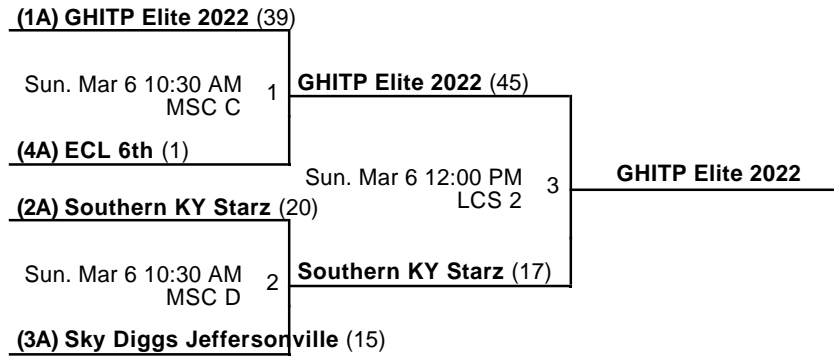 (1A) GHITP Elite 2022 (39)
Sun. Mar 6 10:30 AM
MSC C
1
GHITP Elite 2022 (45)
(4A) ECL 6th (1)
Sun. Mar 6 12:00 PM
LCS 2
3
GHITP Elite 2022
(2A) Southern KY Starz (20)
Sun. Mar 6 10:30 AM
MSC D
2
Southern KY Starz (17)
(3A) Sky Diggs Jeffersonville (15)